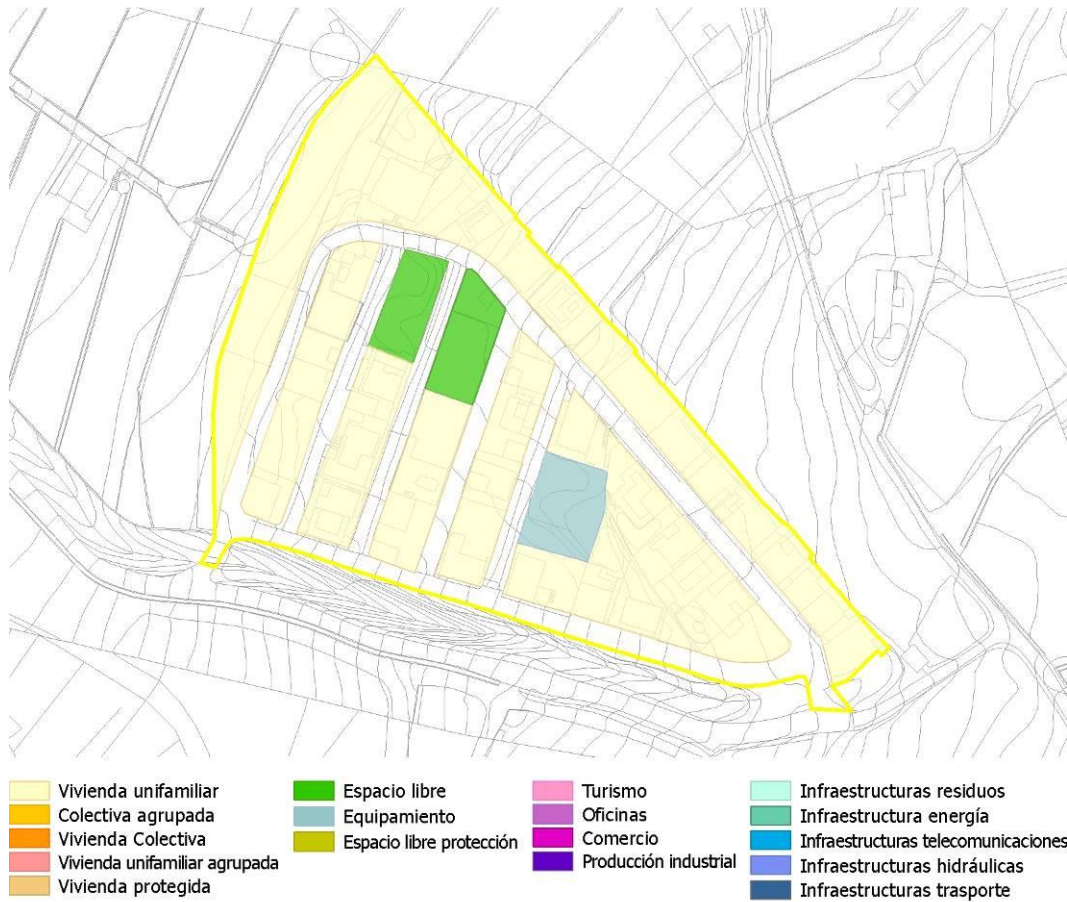 Vivienda unifamiliar
Colectiva agrupada
Vivienda Colectiva
Vivienda unifamiliar agrupada
Vivienda protegida
Espacio libre
Equipamiento
Espacio libre protección
Turismo
Oficinas
Comercio
Producción industrial
Infraestructuras residuos
Infraestructura energía
Infraestructuras telecomunicaciones
Infraestructuras hidráulicas
Infraestructuras trasporte